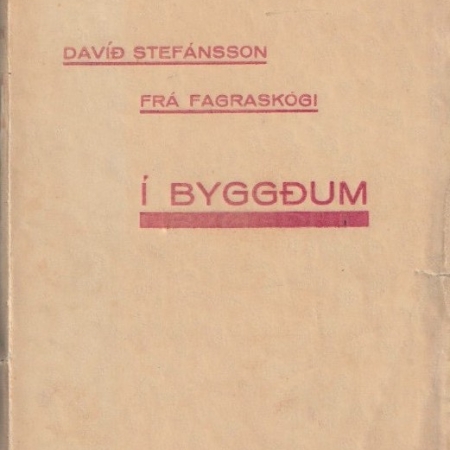 DAVÍÐ STEFÁNSSON
FRÁ FAGRASKÓGI
Í BYGGÐUM